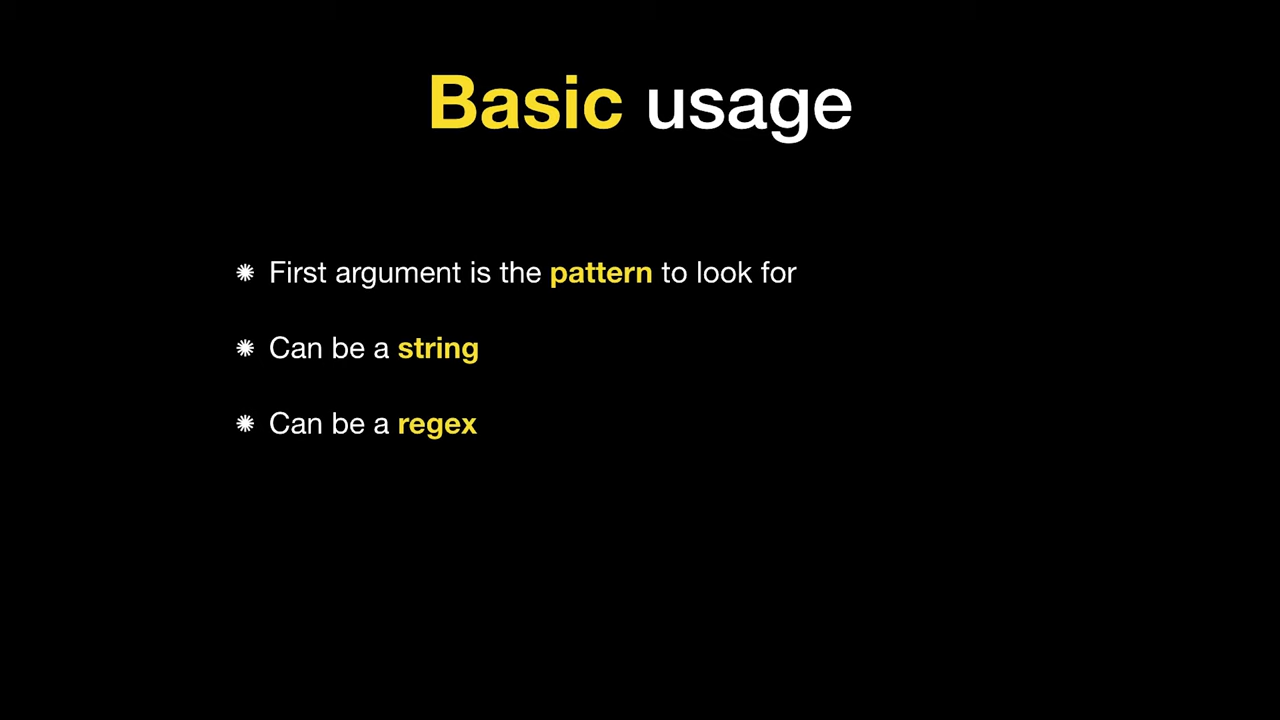 Basic usage
✺ First argument is the pattern to look for
✺ Can be a string
✺ Can be a regex